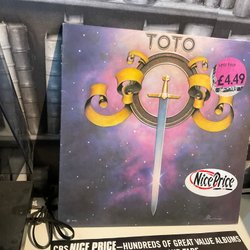 TOTO
£4.49
Nice Price
CBS NICE PRICE—HUNDREDS OF GREAT VALUE ALBUMS